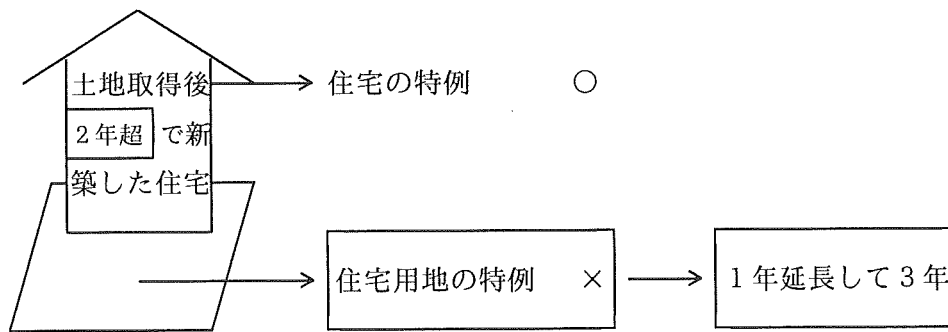 土地取得後
2年超で新
築した住宅
住宅の特例 ○
住宅用地の特例 ×
1年延長して3年